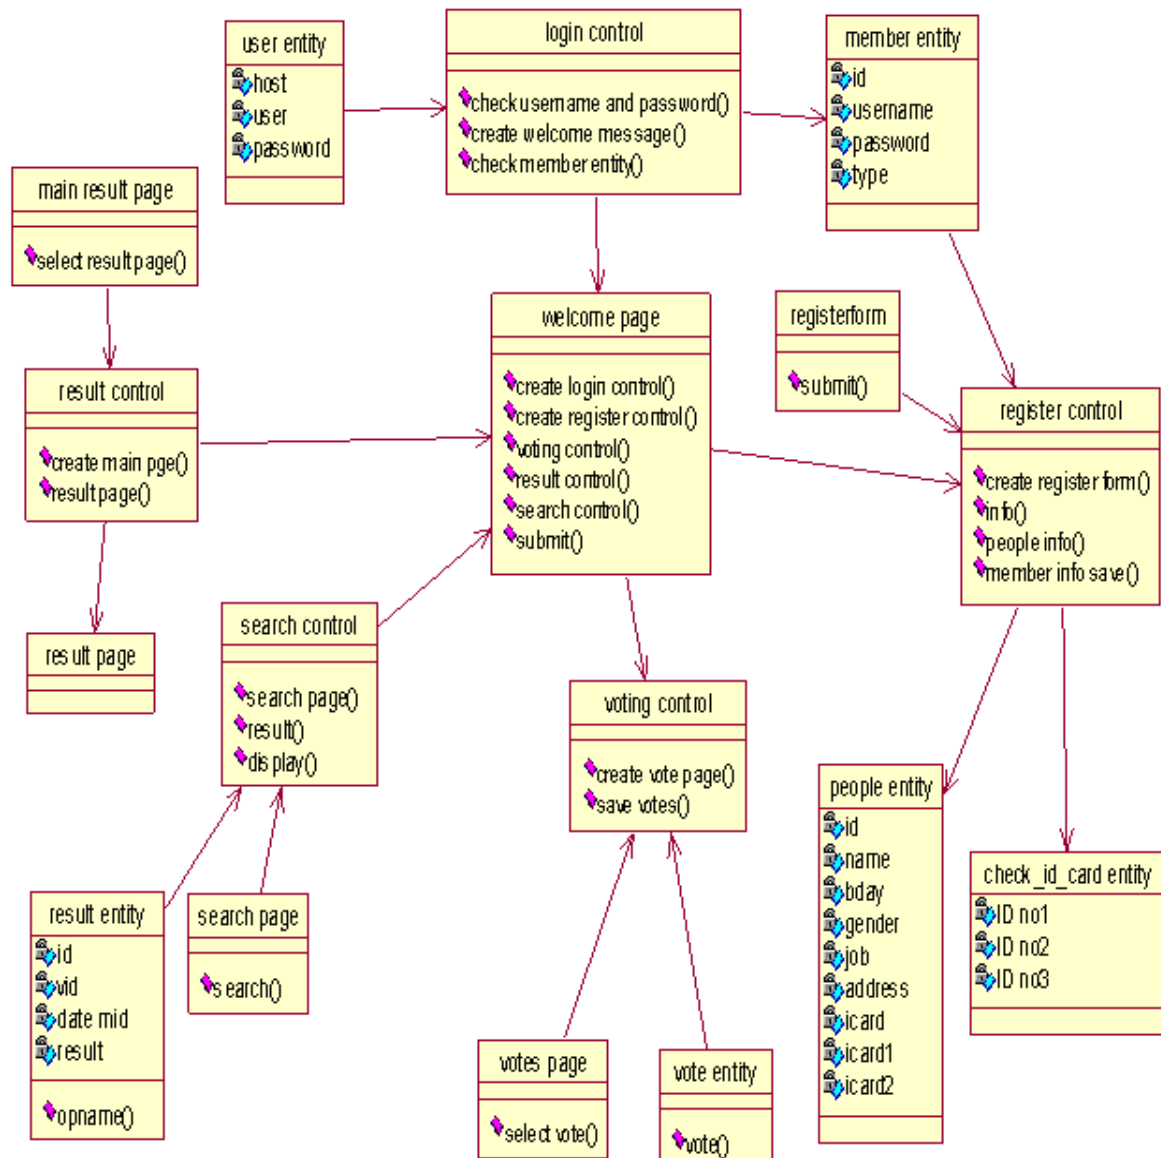 user entity
host
user
password
login control
check username and password()
create welcome message()
check member entity()
member entity
id
username
password
type
main result page
select result page()
welcome page
create login control()
create register control()
voting control()
result control()
search control()
submit()
registerform
submit()
result control
create main pge()
result page()
register control
create register form()
info()
people info()
member info save()
result page
search control
search page()
result()
display()
voting control
create vote page()
save votes()
people entity
id
name
bday
gender
job
address
icard
icard1
icard2
check_id_card entity
ID no1
ID no2
ID no3
result entity
id
vid
date mid
result
opname()
search page
search()
votes page
select vote()
vote entity
vote()